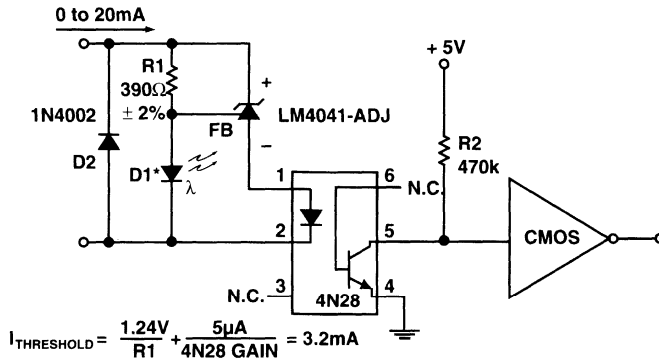 0 to 20mA
+ 5V
R1
390Ω
± 2%
+
1N4002
FB
LM4041-ADJ
R2
470k
D2
D1*
λ
–
1
6
N.C.
2
5
CMOS
3
N.C.
4N28
4
I THRESHOLD = 1.24V / R1 + 5µA / 4N28 GAIN = 3.2mA